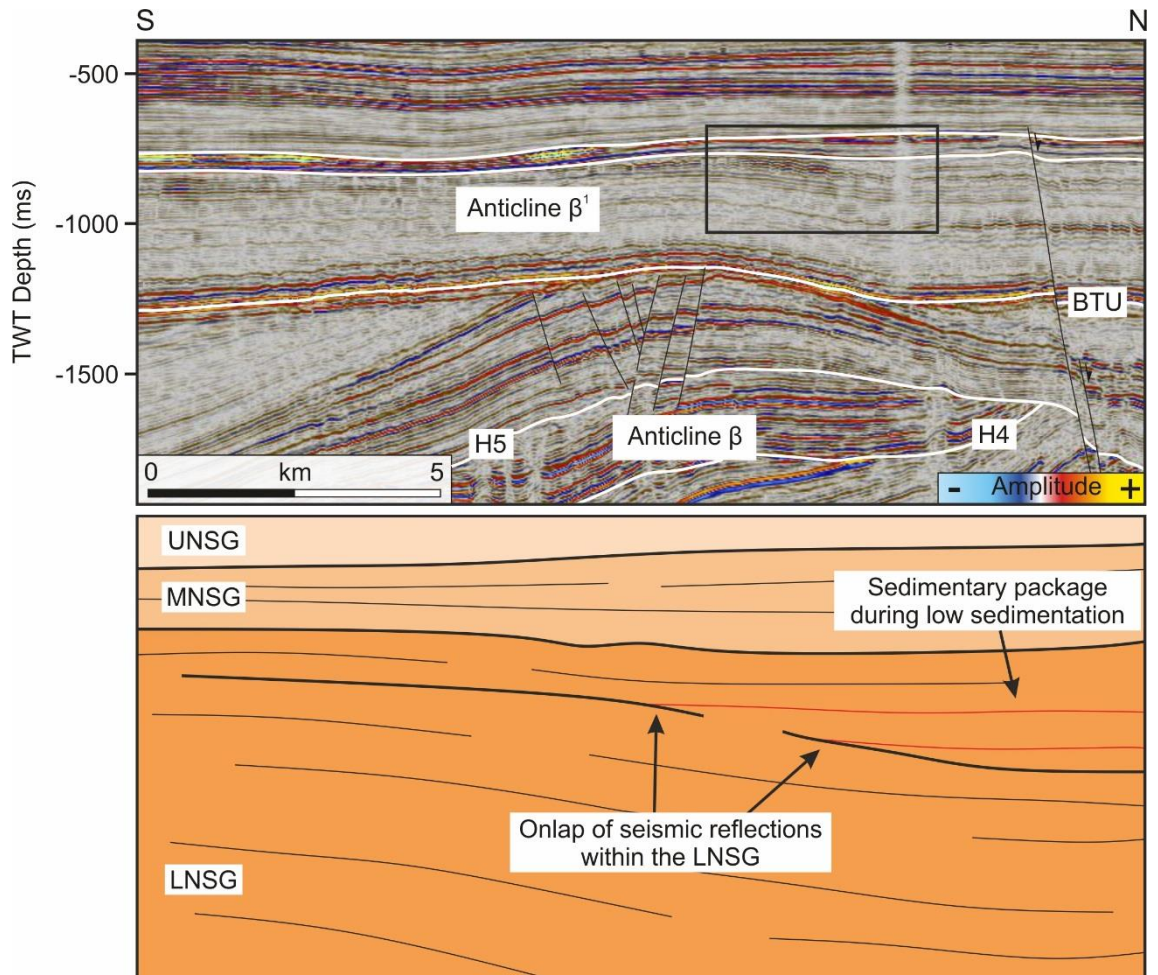 S
N
-500
-1000
-1500
TWT Depth (ms)
Anticline β¹
BTU
H5
Anticline β
H4
0
km
5
- Amplitude +
UNSG
MNSG
Sedimentary package
during low sedimentation
Onlap of seismic reflections
within the LNSG
LNSG